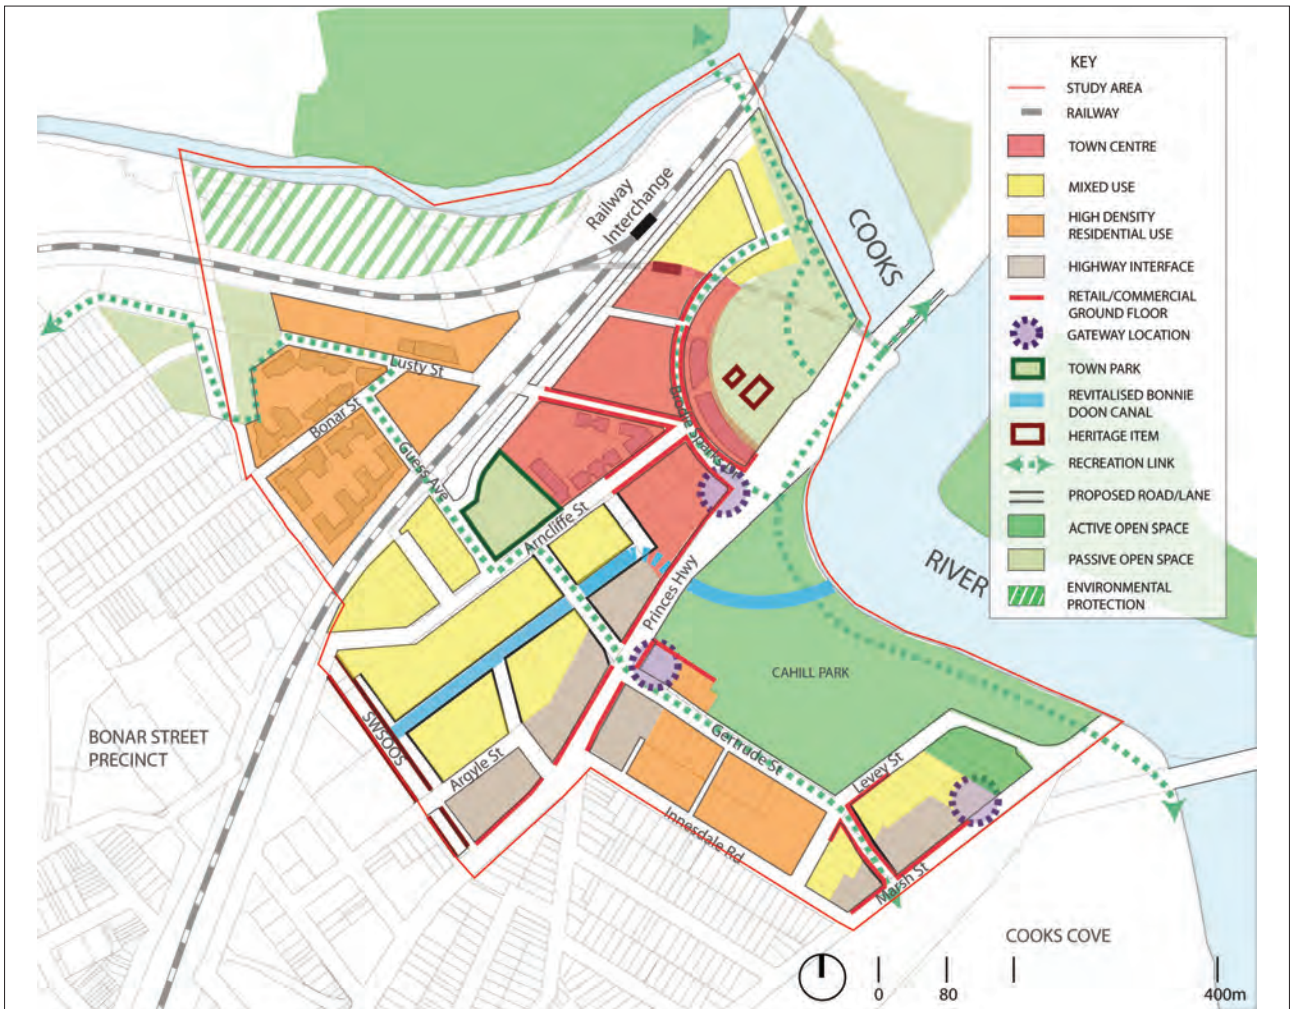 KEY
STUDY AREA
RAILWAY
TOWN CENTRE
MIXED USE
HIGH DENSITY
RESIDENTIAL USE
HIGHWAY INTERFACE
RETAIL/COMMERCIAL
GROUND FLOOR
GATEWAY LOCATION
TOWN PARK
REVITALISED BONNIE
DOON CANAL
HERITAGE ITEM
RECREATION LINK
PROPOSED ROAD/LANE
ACTIVE OPEN SPACE
PASSIVE OPEN SPACE
ENVIRONMENTAL
PROTECTION
Railway
Interchange
COOKS
RIVER
Lusty St
Bonar St
Guess Ave
Brodie Spark Dr
Arncliffe St
Princes Hwy
CAHILL PARK
SWSOOS
Argyle St
Gertrude St
Levey St
Innesdale Rd
Marsh St
BONAR STREET
PRECINCT
COOKS COVE
0
80
400m